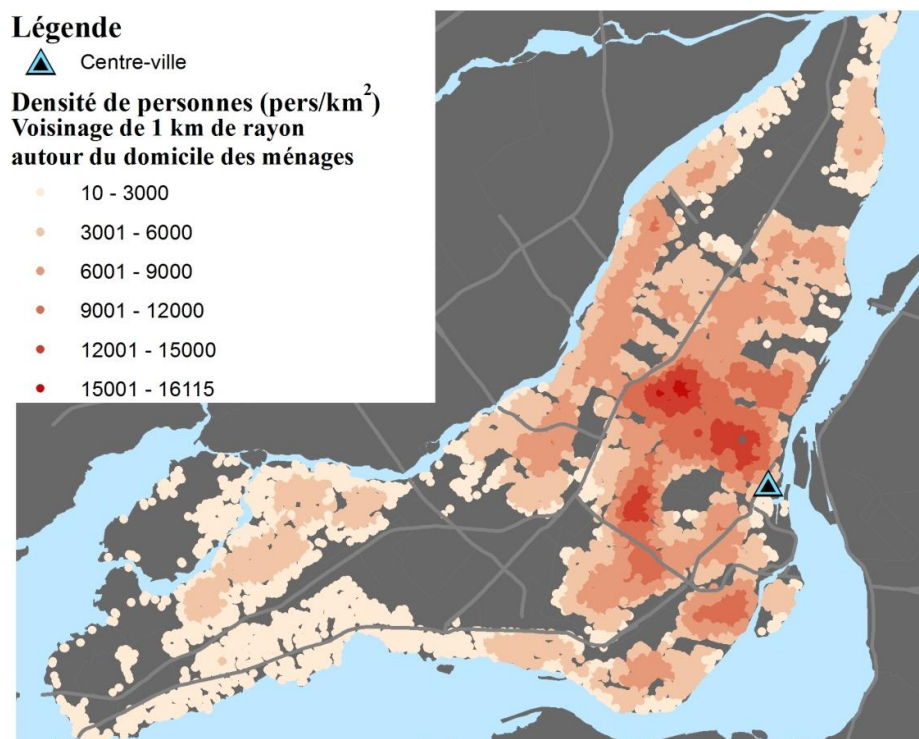 Légende
Centre-ville
Densité de personnes (pers/km²)
Voisinage de 1 km de rayon
autour du domicile des ménages
10 - 3000
3001 - 6000
6001 - 9000
9001 - 12000
12001 - 15000
15001 - 16115